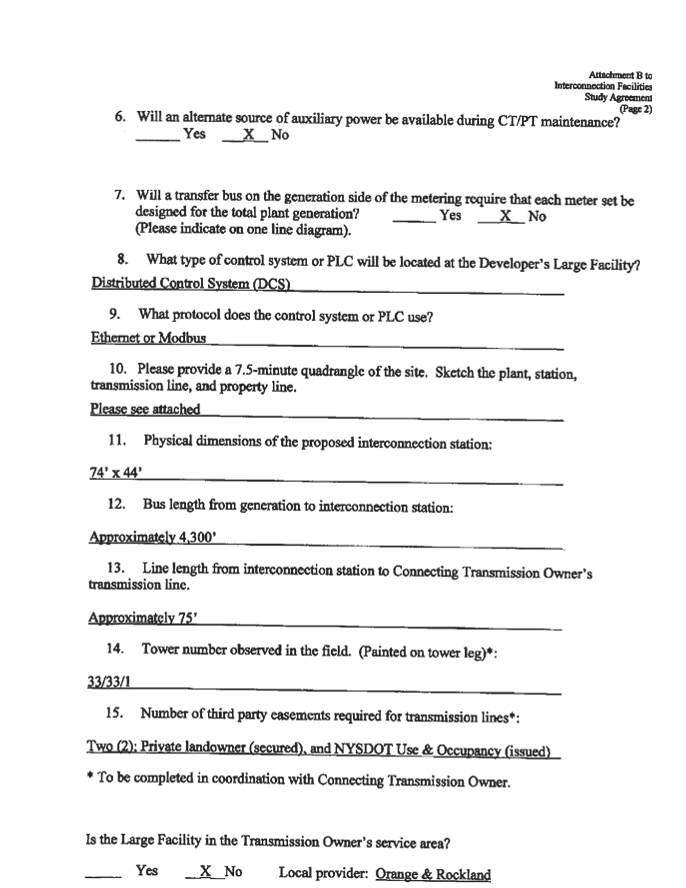 Attachment B to
Interconnection Facilities
Study Agreement
(Page 2)
6. Will an alternate source of auxiliary power be available during CT/PT maintenance?
______ Yes __X__ No
7. Will a transfer bus on the generation side of the metering require that each meter set be
designed for the total plant generation? ______ Yes __X__ No
(Please indicate on one line diagram).
8. What type of control system or PLC will be located at the Developer's Large Facility?
Distributed Control System (DCS)
9. What protocol does the control system or PLC use?
Ethernet or Modbus
10. Please provide a 7.5-minute quadrangle of the site. Sketch the plant, station,
transmission line, and property line.
Please see attached
11. Physical dimensions of the proposed interconnection station:
74' x 44'
12. Bus length from generation to interconnection station:
Approximately 4,300'
13. Line length from interconnection station to Connecting Transmission Owner's
transmission line.
Approximately 75'
14. Tower number observed in the field. (Painted on tower leg)*:
33/33/1
15. Number of third party easements required for transmission lines*:
Two (2); Private landowner (secured), and NYSDOT Use & Occupancy (issued)
* To be completed in coordination with Connecting Transmission Owner.
Is the Large Facility in the Transmission Owner's service area?
_____ Yes __X__ No Local provider: Orange & Rockland